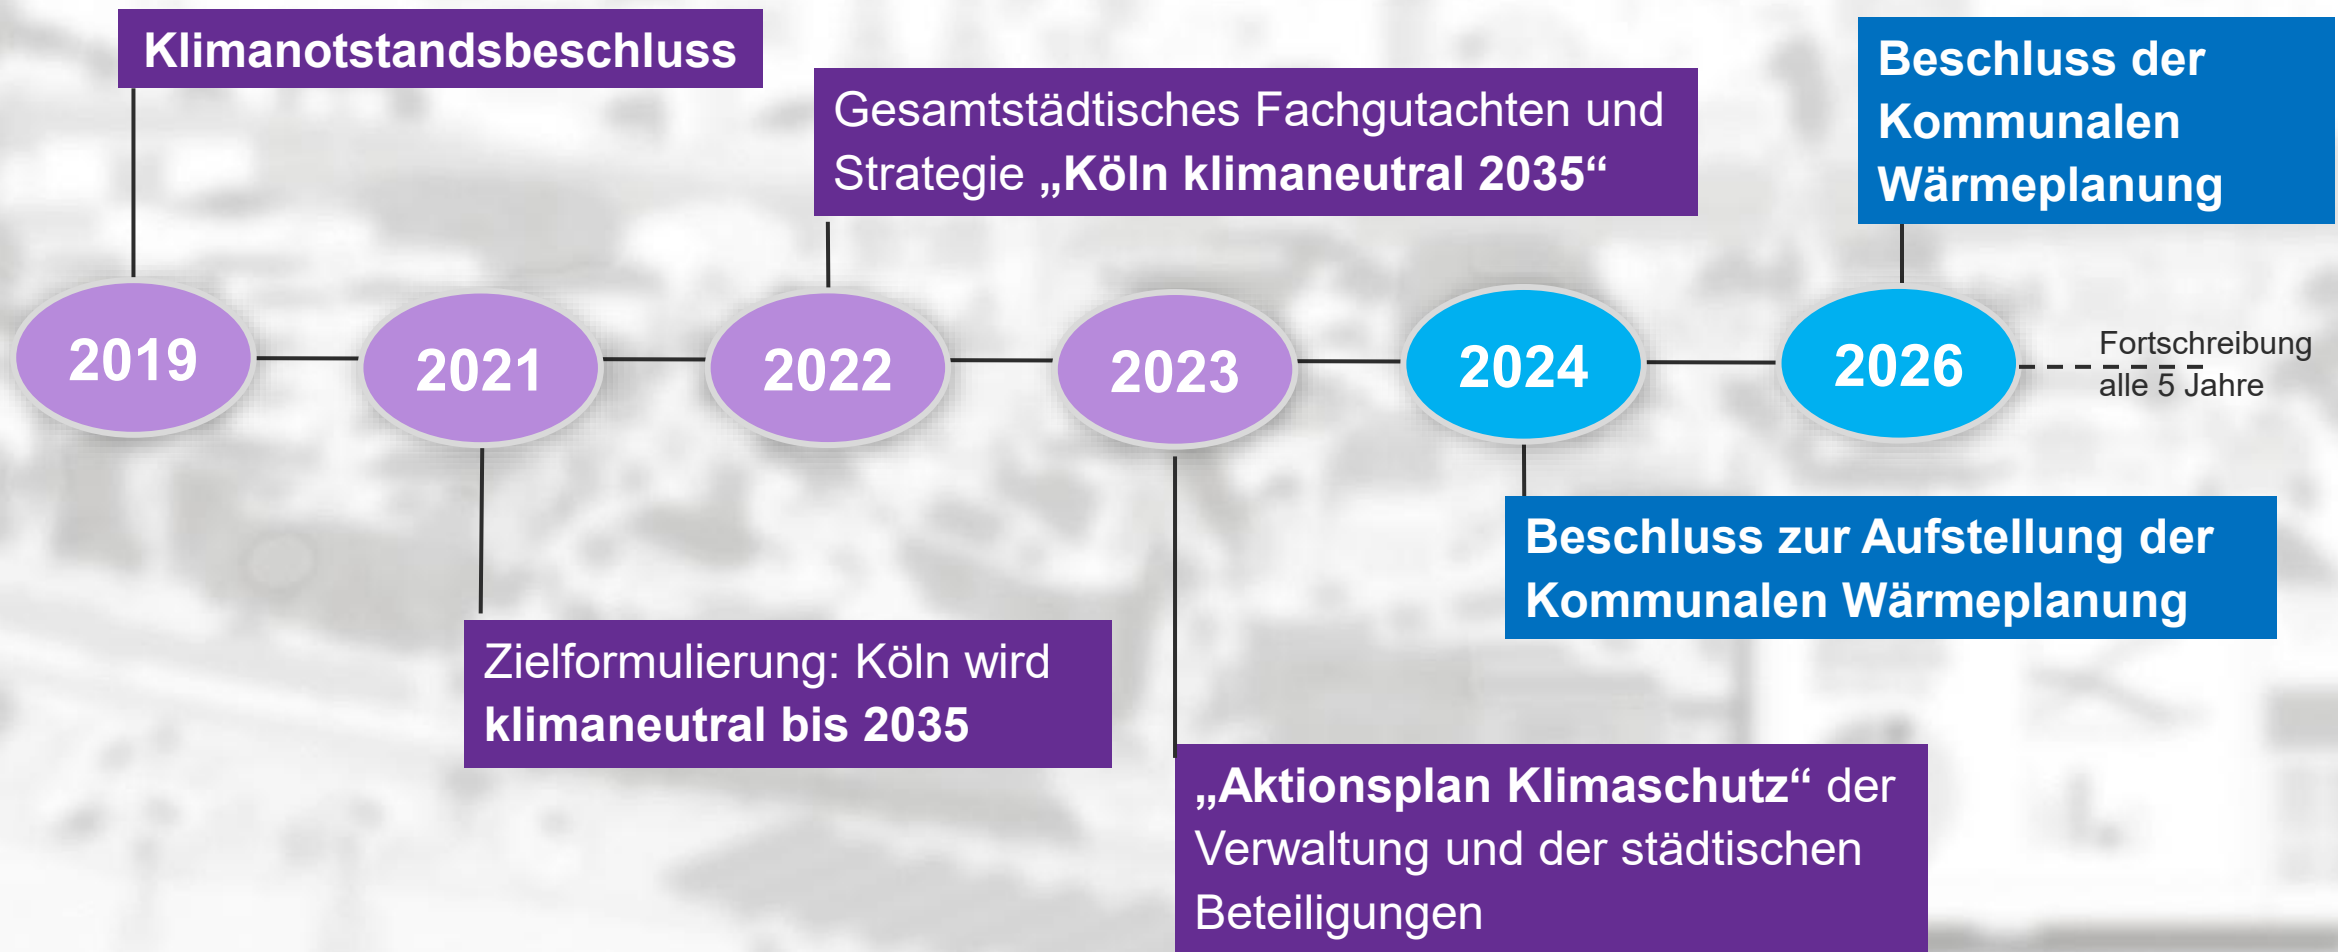 Klimanotstandsbeschluss
Gesamtstädtisches Fachgutachten und
Strategie „Köln klimaneutral 2035“
Beschluss der
Kommunalen
Wärmeplanung
2019
2021
2022
2023
2024
2026
Fortschreibung
alle 5 Jahre
Beschluss zur Aufstellung der
Kommunalen Wärmeplanung
Zielformulierung: Köln wird
klimaneutral bis 2035
„Aktionsplan Klimaschutz“ der
Verwaltung und der städtischen
Beteiligungen